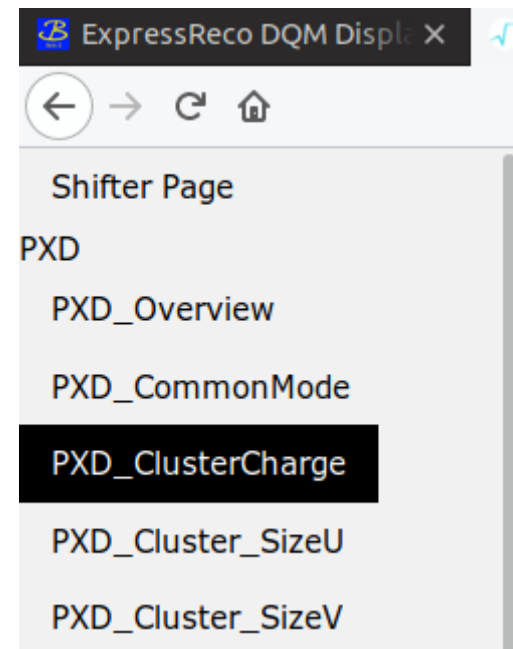 ExpressReco DQM Displa
Shifter Page
PXD
PXD_Overview
PXD_CommonMode
PXD_ClusterCharge
PXD_Cluster_SizeU
PXD_Cluster_SizeV